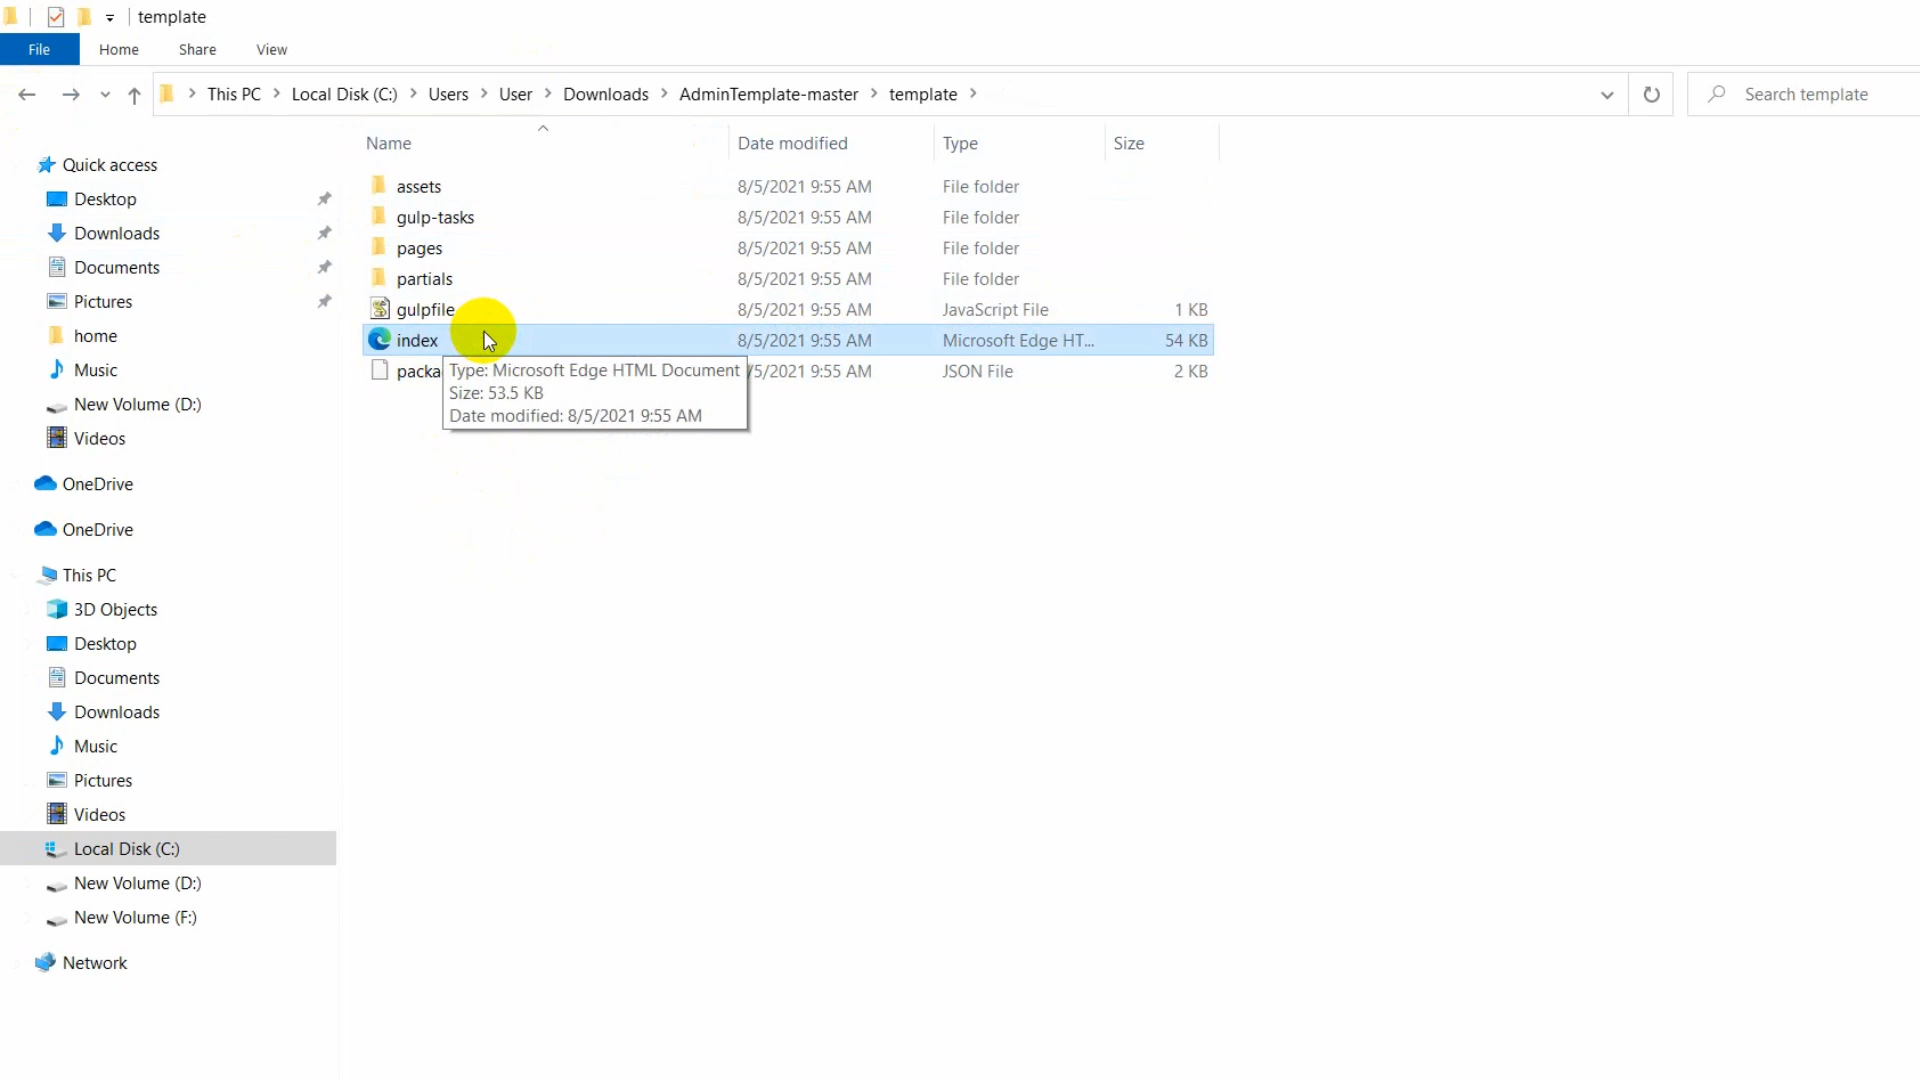 template
File Home Share View
This PC Local Disk (C:) Users User Downloads AdminTemplate-master template Search template
Name Date modified Type Size
Quick access
Desktop
Downloads
Documents
Pictures
home
Music
New Volume (D:)
Videos
OneDrive
OneDrive
This PC
3D Objects
Desktop
Documents
Downloads
Music
Pictures
Videos
Local Disk (C:)
New Volume (D:)
New Volume (F:)
Network
assets 8/5/2021 9:55 AM File folder
gulp-tasks 8/5/2021 9:55 AM File folder
pages 8/5/2021 9:55 AM File folder
partials 8/5/2021 9:55 AM File folder
gulpfile 8/5/2021 9:55 AM JavaScript File 1 KB
index 8/5/2021 9:55 AM Microsoft Edge HT... 54 KB
packa /5/2021 9:55 AM JSON File 2 KB
Type: Microsoft Edge HTML Document
Size: 53.5 KB
Date modified: 8/5/2021 9:55 AM